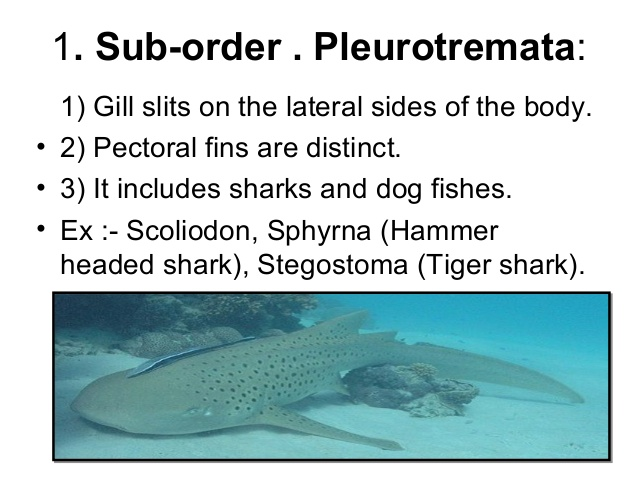 1. Sub-order . Pleurotremata:
1) Gill slits on the lateral sides of the body.
• 2) Pectoral fins are distinct.
• 3) It includes sharks and dog fishes.
• Ex :- Scoliodon, Sphyrna (Hammer
headed shark), Stegostoma (Tiger shark).